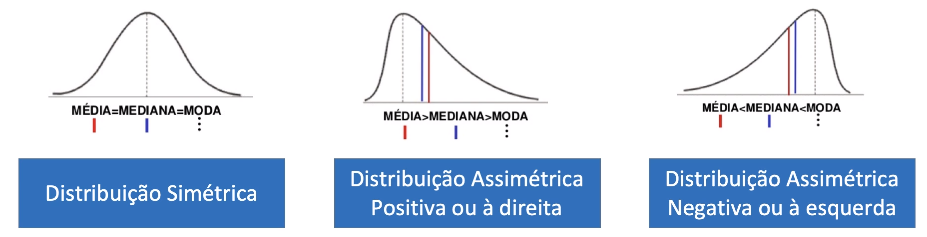 MÉDIA=MEDIANA=MODA
MÉDIA>MEDIANA>MODA
MÉDIA<MEDIANA<MODA
Distribuição Simétrica
Distribuição Assimétrica
Positiva ou à direita
Distribuição Assimétrica
Negativa ou à esquerda